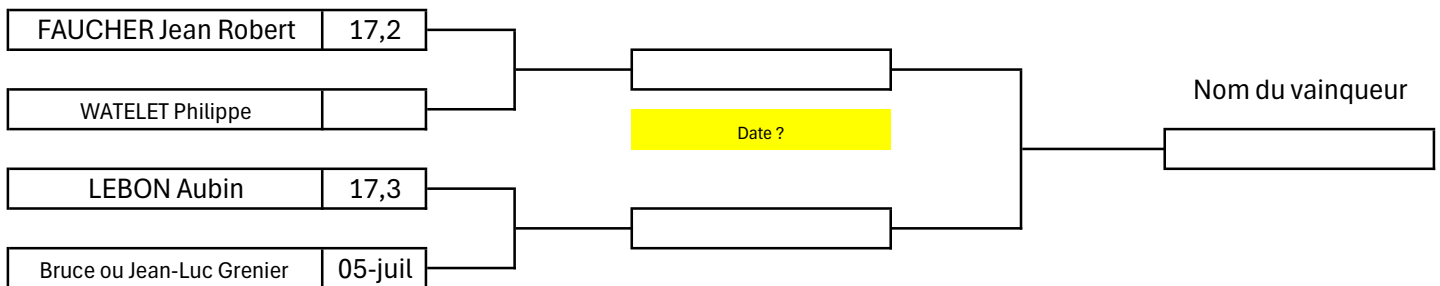 FAUCHER Jean Robert 17,2
WATELET Philippe
Date ?
Nom du vainqueur
LEBON Aubin 17,3
Bruce ou Jean-Luc Grenier 05-juil